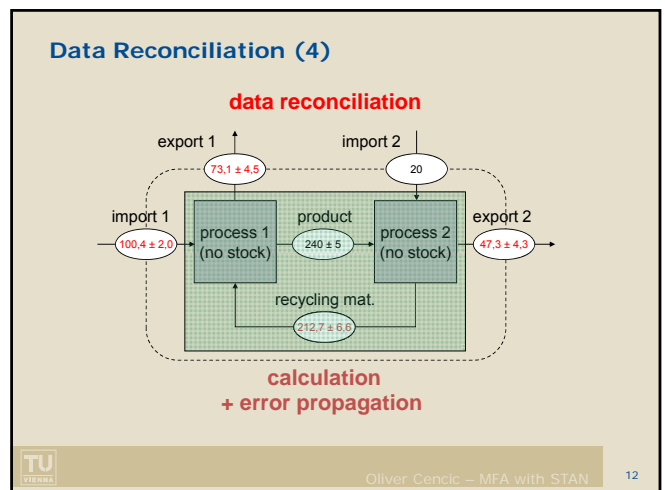 Data Reconciliation (4)
data reconciliation
export 1
import 2
73,1 ± 4,5
20
import 1
product
export 2
process 1
(no stock)
process 2
(no stock)
100,4 ± 2,0
240 ± 5
47,3 ± 4,3
recycling mat.
212,7 ± 6,6
calculation
+ error propagation
TU
VIENNA
Oliver Cencic – MFA with STAN
12